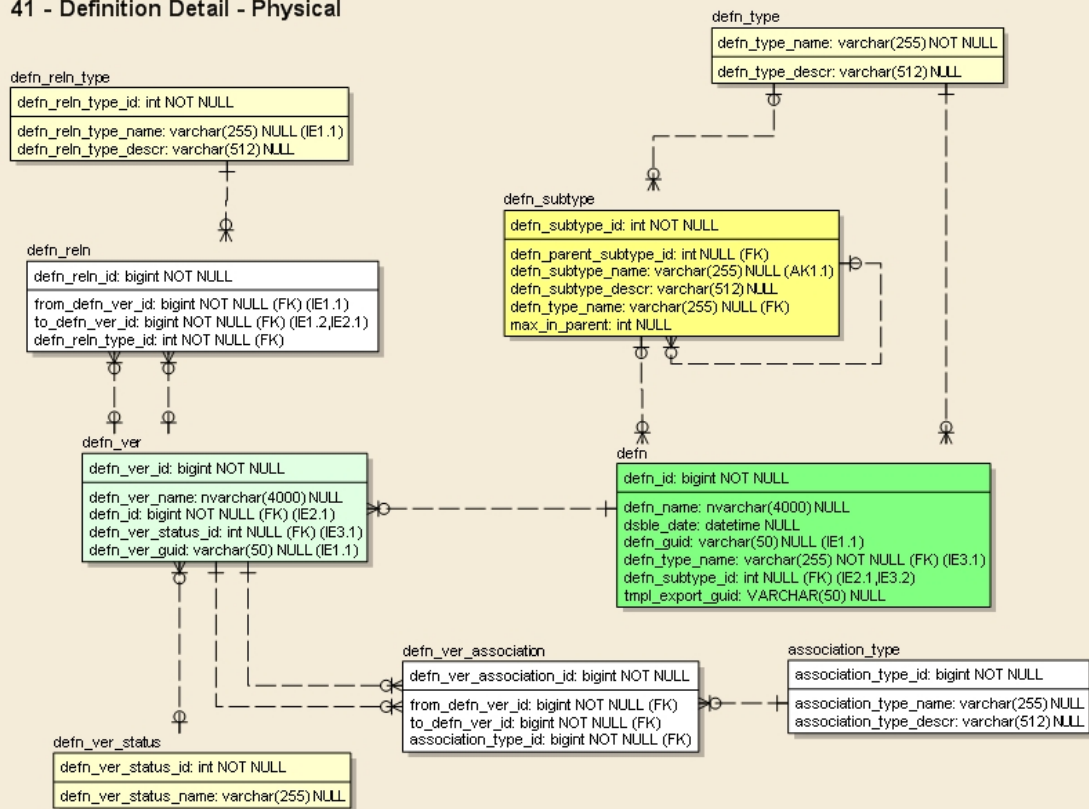 41 - Definition Detail - Physical
defn_type
defn_type_name: varchar(255) NOT NULL
defn_type_descr: varchar(512) NULL
defn_reln_type
defn_reln_type_id: int NOT NULL
defn_reln_type_name: varchar(255) NULL (IE1.1)
defn_reln_type_descr: varchar(512) NULL
defn_subtype
defn_subtype_id: int NOT NULL
defn_parent_subtype_id: int NULL (FK)
defn_subtype_name: varchar(255) NULL (AK1.1)
defn_subtype_descr: varchar(512) NULL
defn_type_name: varchar(255) NULL (FK)
max_in_parent: int NULL
defn_reln
defn_reln_id: bigint NOT NULL
from_defn_ver_id: bigint NOT NULL (FK) (IE1.1)
to_defn_ver_id: bigint NOT NULL (FK) (IE1.2,IE2.1)
defn_reln_type_id: int NOT NULL (FK)
defn_ver
defn_ver_id: bigint NOT NULL
defn_ver_name: nvarchar(4000) NULL
defn_id: bigint NOT NULL (FK) (IE2.1)
defn_ver_status_id: int NULL (FK) (IE3.1)
defn_ver_guid: varchar(50) NULL (IE1.1)
defn
defn_id: bigint NOT NULL
defn_name: nvarchar(4000) NULL
dsble_date: datetime NULL
defn_guid: varchar(50) NULL (IE1.1)
defn_type_name: varchar(255) NOT NULL (FK) (IE3.1)
defn_subtype_id: int NULL (FK) (IE2.1,IE3.2)
tmpl_export_guid: VARCHAR(50) NULL
defn_ver_association
defn_ver_association_id: bigint NOT NULL
from_defn_ver_id: bigint NOT NULL (FK)
to_defn_ver_id: bigint NOT NULL (FK)
association_type_id: bigint NOT NULL (FK)
association_type
association_type_id: bigint NOT NULL
association_type_name: varchar(255) NULL
association_type_descr: varchar(512) NULL
defn_ver_status
defn_ver_status_id: int NOT NULL
defn_ver_status_name: varchar(255) NULL